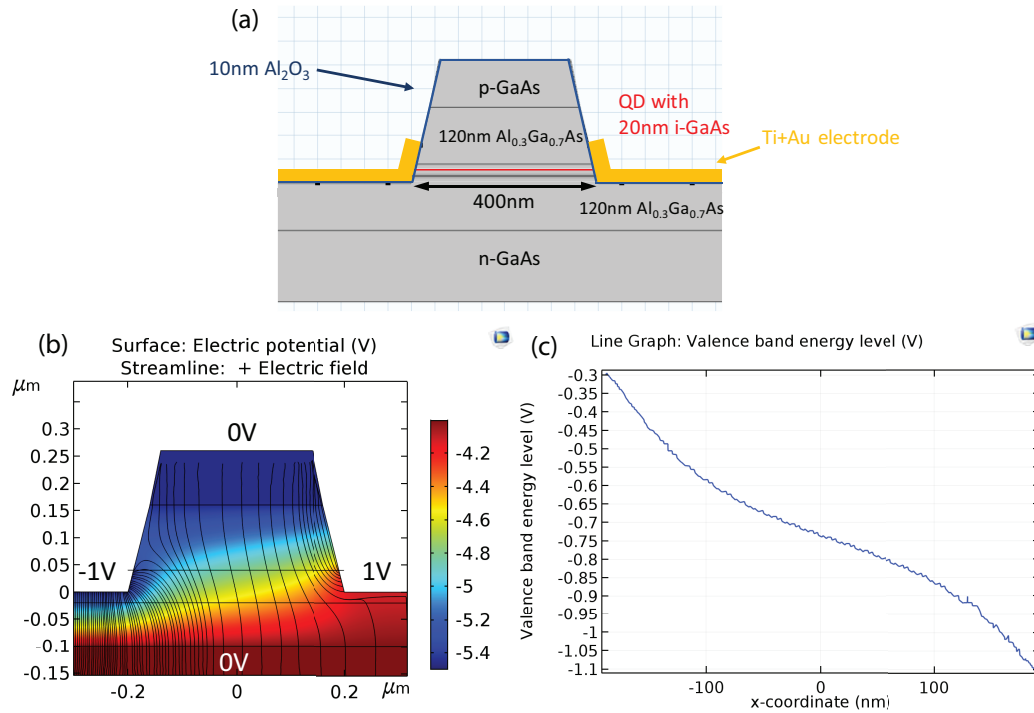 (a)
10nm Al₂O₃
p-GaAs
QD with
20nm i-GaAs
120nm Al₀.₃Ga₀.₇As
Ti+Au electrode
400nm
120nm Al₀.₃Ga₀.₇As
n-GaAs
(b)
Surface: Electric potential (V)
Streamline: + Electric field
μm
0.3
0.25
0.2
0.15
0.1
0.05
0
-0.05
-0.1
-0.15
0V
-1V
1V
0V
-0.2
0
0.2
μm
-4.2
-4.4
-4.6
-4.8
-5
-5.2
-5.4
(c)
Line Graph: Valence band energy level (V)
Valence band energy level (V)
-0.3
-0.35
-0.4
-0.45
-0.5
-0.55
-0.6
-0.65
-0.7
-0.75
-0.8
-0.85
-0.9
-0.95
-1
-1.05
-1.1
-100
0
100
x-coordinate (nm)